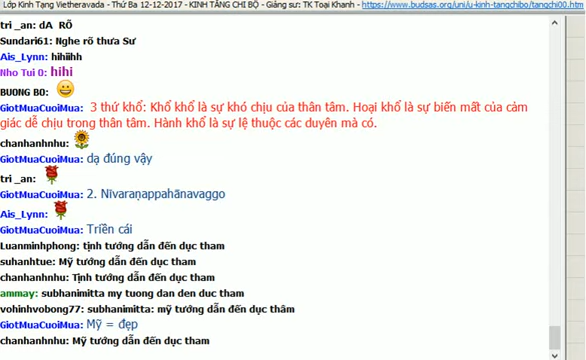 Lớp Kinh Tạng Vietheravada - Thứ Ba 12-12-2017 - KINH TĂNG CHI BỘ - Giảng sư: TK Toại Khanh - https://www.budsas.org/uni/u-kinh-tangchibo/tangchi00.htm
tri _an: dA RÕ
Sundari61: Nghe rõ thưa Sư
Ais_Lynn: hihiihh
Nho Tui 0: hihi
BUONG BO:
GiotMuaCuoiMua: 3 thứ khổ: Khổ khổ là sự khó chịu của thân tâm. Hoại khổ là sự biến mất của cảm
giác dễ chịu trong thân tâm. Hành khổ là sự lệ thuộc các duyên mà có.
chanhanhnhu:
GiotMuaCuoiMua: dạ đúng vậy
tri _an:
GiotMuaCuoiMua: 2. Nīvaraṇappahānavaggo
Ais_Lynn:
GiotMuaCuoiMua: Triền cái
Luanminhphong: tịnh tướng dẫn đến dục tham
suhanhtue: Mỹ tướng dẫn đến dục tham
chanhanhnhu: Tịnh tướng dẫn đến dục tham
ammay: subhanimitta my tuong dan den duc tham
vohinhvobong77: subhanimitta: mỹ tướng dẫn đến dục thâm
GiotMuaCuoiMua: Mỹ = đẹp
chanhanhnhu: Mỹ tướng dẫn đến dục tham